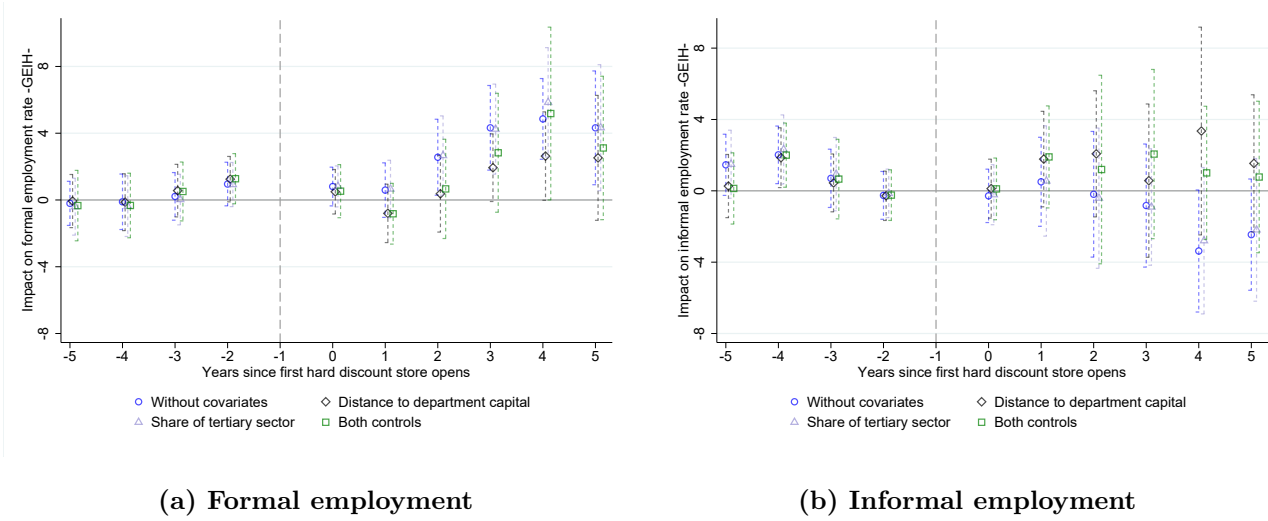 Impact on formal employment rate -GEIH-
8
4
0
-4
-8
-5 -4 -3 -2 -1 0 1 2 3 4 5
Years since first hard discount store opens
Without covariates
Distance to department capital
Share of tertiary sector
Both controls
(a) Formal employment
Impact on informal employment rate -GEIH-
8
4
0
-4
-8
-5 -4 -3 -2 -1 0 1 2 3 4 5
Years since first hard discount store opens
Without covariates
Distance to department capital
Share of tertiary sector
Both controls
(b) Informal employment